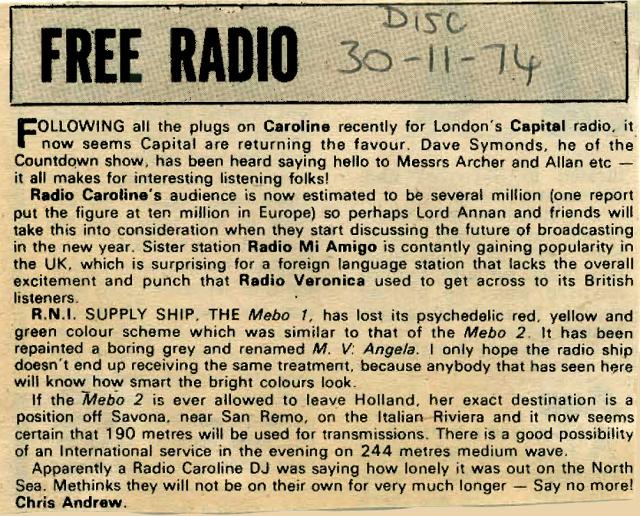 Disc
FREE RADIO 30-11-74
FOLLOWING all the plugs on Caroline recently for London's Capital radio, it
now seems Capital are returning the favour. Dave Symonds, he of the
Countdown show, has been heard saying hello to Messrs Archer and Allan etc —
it all makes for interesting listening folks!
Radio Caroline's audience is now estimated to be several million (one report
put the figure at ten million in Europe) so perhaps Lord Annan and friends will
take this into consideration when they start discussing the future of broadcasting
in the new year. Sister station Radio Mi Amigo is contantly gaining popularity in
the UK, which is surprising for a foreign language station that lacks the overall
excitement and punch that Radio Veronica used to get across to its British
listeners.
R.N.I. SUPPLY SHIP, THE Mebo 1, has lost its psychedelic red, yellow and
green colour scheme which was similar to that of the Mebo 2. It has been
repainted a boring grey and renamed M. V. Angela. I only hope the radio ship
doesn't end up receiving the same treatment, because anybody that has seen here
will know how smart the bright colours look.
If the Mebo 2 is ever allowed to leave Holland, her exact destination is a
position off Savona, near San Remo, on the Italian Riviera and it now seems
certain that 190 metres will be used for transmissions. There is a good possibility
of an International service in the evening on 244 metres medium wave.
Apparently a Radio Caroline DJ was saying how lonely it was out on the North
Sea. Methinks they will not be on their own for very much longer — Say no more!
Chris Andrew.